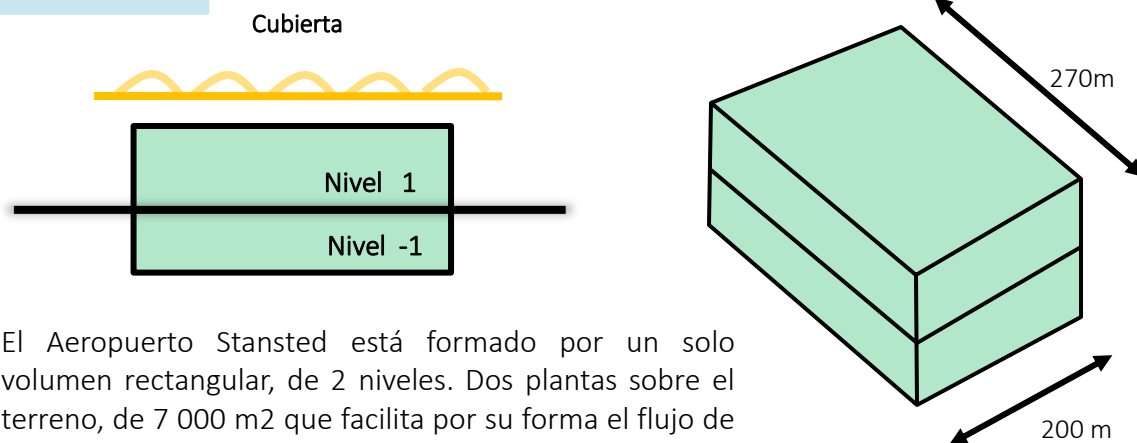 Cubierta
270m
Nivel 1
Nivel -1
El Aeropuerto Stansted está formado por un solo
volumen rectangular, de 2 niveles. Dos plantas sobre el
terreno, de 7 000 m2 que facilita por su forma el flujo de
200 m